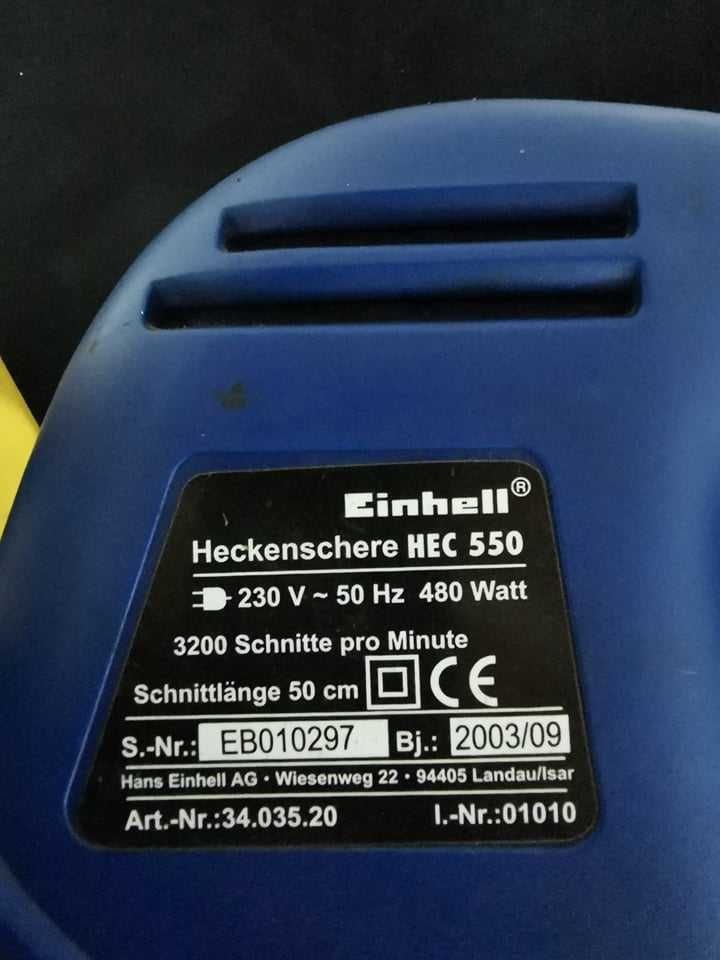 Einhell®
Heckenschere HEC 550
230 V ~ 50 Hz 480 Watt
3200 Schnitte pro Minute
Schnittlänge 50 cm CE
S.-Nr.: EB010297 Bj.: 2003/09
Hans Einhell AG · Wiesenweg 22 · 94405 Landau/Isar
Art.-Nr.:34.035.20 I.-Nr.:01010